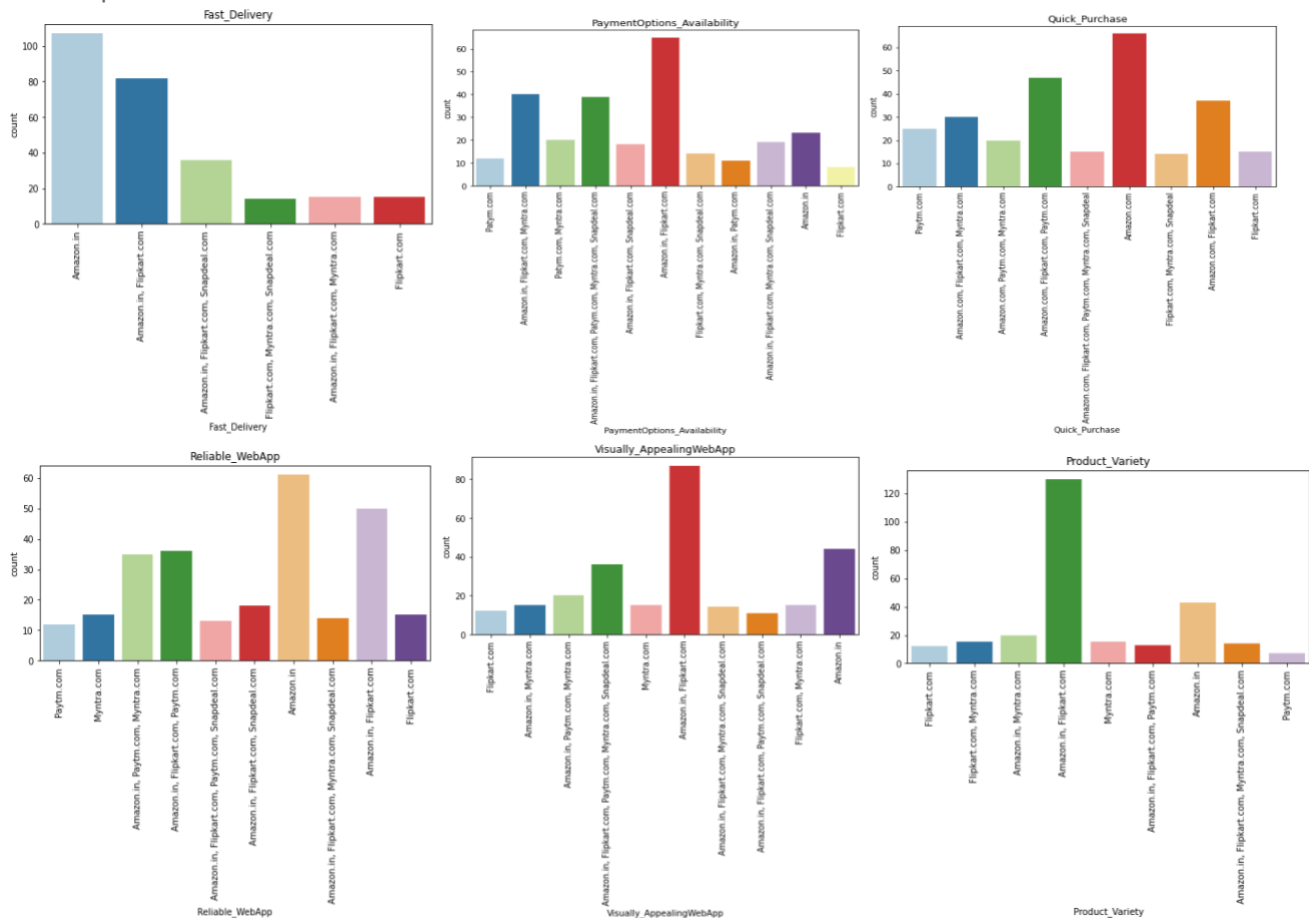 Fast_Delivery
count
100
80
60
40
20
0
Amazon.in
Amazon.in, Flipkart.com
Amazon.in, Flipkart.com, Snapdeal.com
Flipkart.com, Myntra.com, Snapdeal.com
Amazon.in, Flipkart.com, Myntra.com
Flipkart.com
Fast_Delivery
PaymentOptions_Availability
count
60
50
40
30
20
10
0
Patym.com
Amazon.in, Flipkart.com, Myntra.com
Patym.com, Myntra.com
Amazon.in, Flipkart.com, Patym.com, Myntra.com, Snapdeal.com
Amazon.in, Flipkart.com, Snapdeal.com
Amazon.in, Flipkart.com
Flipkart.com, Myntra.com, Snapdeal.com
Amazon.in, Patym.com
Amazon.in, Flipkart.com, Myntra.com, Snapdeal.com
Amazon.in
Flipkart.com
PaymentOptions_Availability
Quick_Purchase
count
60
50
40
30
20
10
0
Paytm.com
Amazon.com, Flipkart.com, Myntra.com
Amazon.com, Paytm.com, Myntra.com
Amazon.com, Flipkart.com, Paytm.com
Amazon.com, Flipkart.com, Paytm.com, Myntra.com, Snapdeal
Amazon.com
Flipkart.com, Myntra.com, Snapdeal
Amazon.com, Flipkart.com
Flipkart.com
Quick_Purchase
Reliable_WebApp
count
60
50
40
30
20
10
0
Paytm.com
Myntra.com
Amazon.in, Paytm.com, Myntra.com
Amazon.in, Flipkart.com, Paytm.com
Amazon.in, Flipkart.com, Paytm.com, Snapdeal.com
Amazon.in, Flipkart.com, Snapdeal.com
Amazon.in
Amazon.in, Flipkart.com, Myntra.com, Snapdeal.com
Amazon.in, Flipkart.com
Flipkart.com
Reliable_WebApp
Visually_AppealingWebApp
count
80
60
40
20
0
Flipkart.com
Amazon.in, Myntra.com
Amazon.in, Paytm.com, Myntra.com
Amazon.in, Flipkart.com, Paytm.com, Myntra.com, Snapdeal.com
Myntra.com
Amazon.in, Flipkart.com
Amazon.in, Flipkart.com, Myntra.com, Snapdeal.com
Amazon.in, Flipkart.com, Paytm.com, Snapdeal.com
Flipkart.com, Myntra.com
Amazon.in
Visually_AppealingWebApp
Product_Variety
count
120
100
80
60
40
20
0
Flipkart.com
Flipkart.com, Myntra.com
Amazon.in, Myntra.com
Amazon.in, Flipkart.com
Myntra.com
Amazon.in, Flipkart.com, Paytm.com
Amazon.in
Amazon.in, Flipkart.com, Myntra.com, Snapdeal.com
Paytm.com
Product_Variety